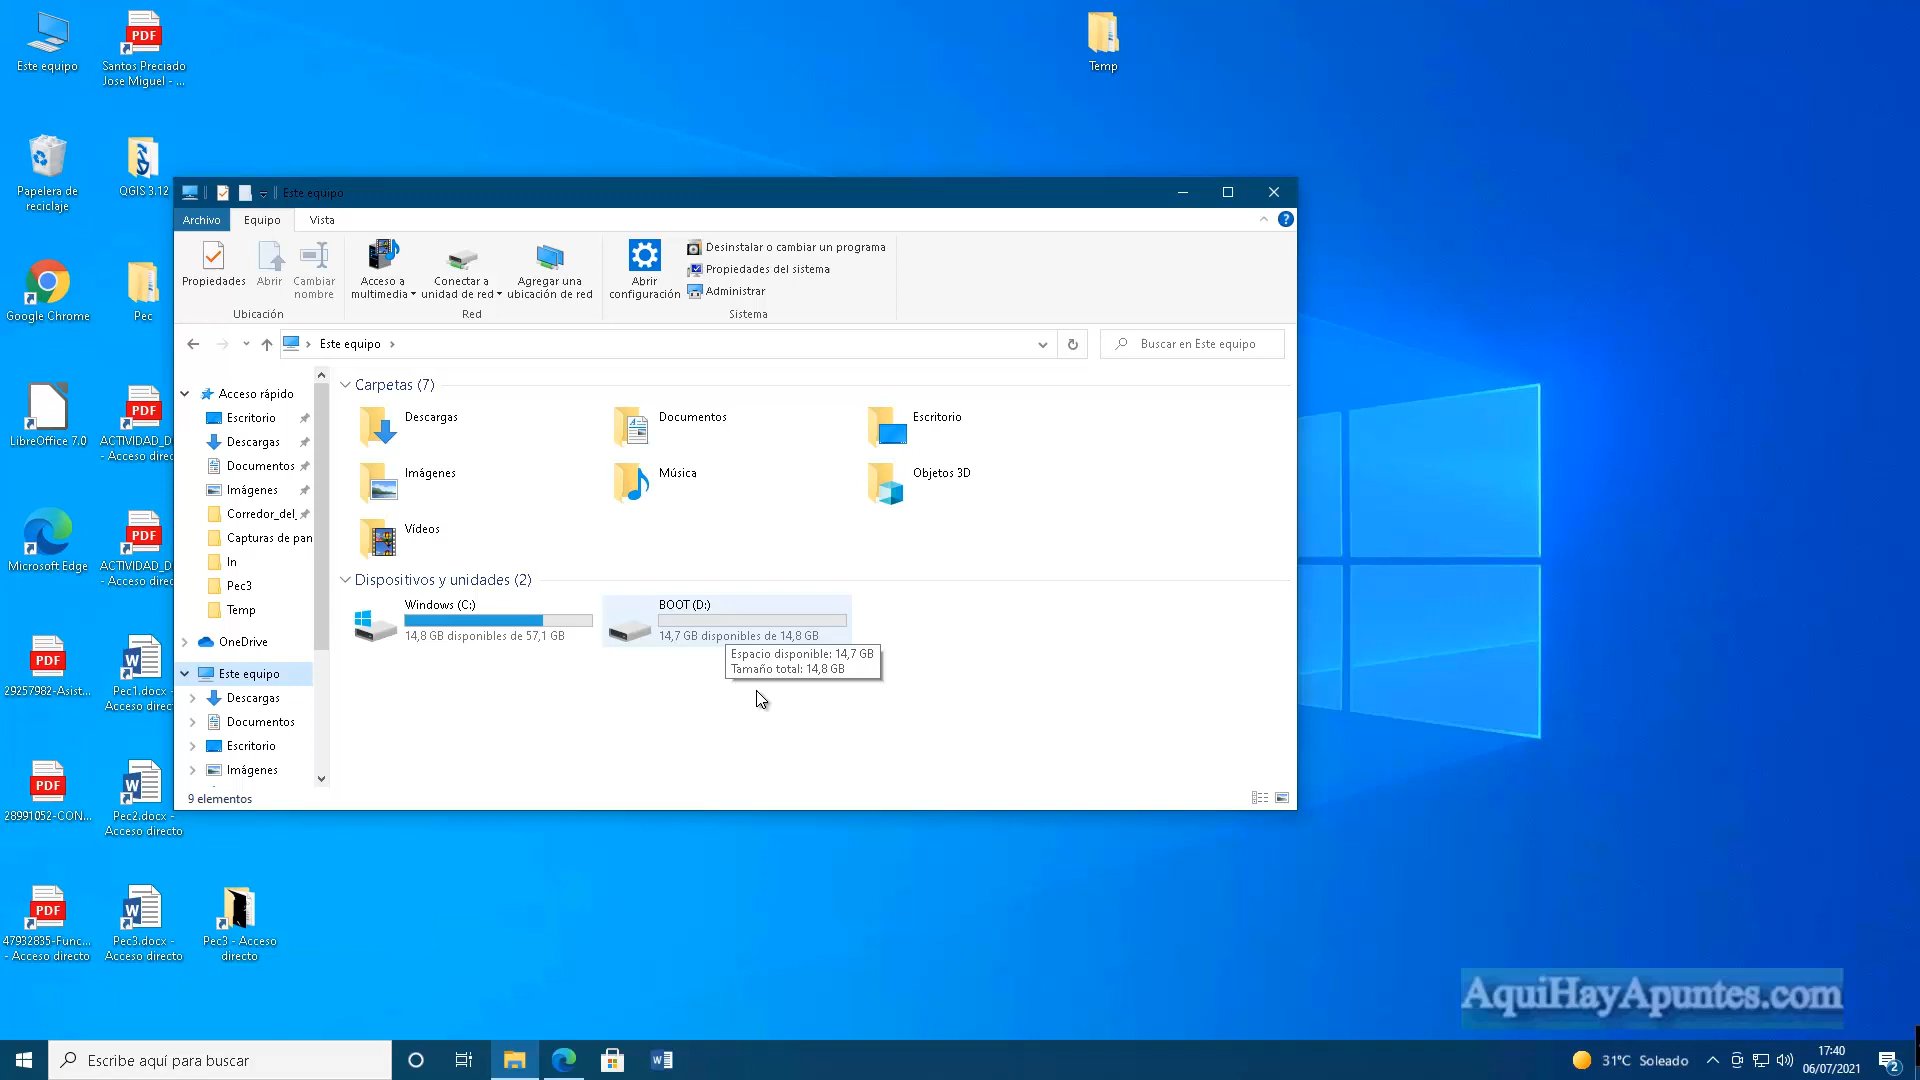 Este equipo
Santos Preciado
Jose Miguel - ...
Temp
Papelera de
reciclaje
QGIS 3.12
Google Chrome
Pec
LibreOffice 7.0
ACTIVIDAD_D
- Acceso direc
Microsoft Edge
ACTIVIDAD_D
- Acceso direc
29257982-Asist...
Pec1.docx -
Acceso direc
28991052-CON...
Pec2.docx -
Acceso directo
47932835-Func...
- Acceso directo
Pec3.docx -
Acceso directo
Pec3 - Acceso
directo
PDF
PDF
PDF
PDF
PDF
PDF
Este equipo
Archivo
Equipo
Vista
Propiedades
Abrir
Cambiar
nombre
Ubicación
Acceso a
multimedia
Conectar a
unidad de red
Agregar una
ubicación de red
Red
Abrir
configuración
Desinstalar o cambiar un programa
Propiedades del sistema
Administrar
Sistema
Este equipo
Buscar en Este equipo
Acceso rápido
Escritorio
Descargas
Documentos
Imágenes
Corredor_del_
Capturas de pan
In
Pec3
Temp
OneDrive
Este equipo
Descargas
Documentos
Escritorio
Imágenes
Carpetas (7)
Descargas
Documentos
Escritorio
Imágenes
Música
Objetos 3D
Vídeos
Dispositivos y unidades (2)
Windows (C:)
14,8 GB disponibles de 57,1 GB
BOOT (D:)
14,7 GB disponibles de 14,8 GB
Espacio disponible: 14,7 GB
Tamaño total: 14,8 GB
9 elementos
AquiHayApuntes.com
Escribe aquí para buscar
31°C Soleado
17:40
06/07/2021
2